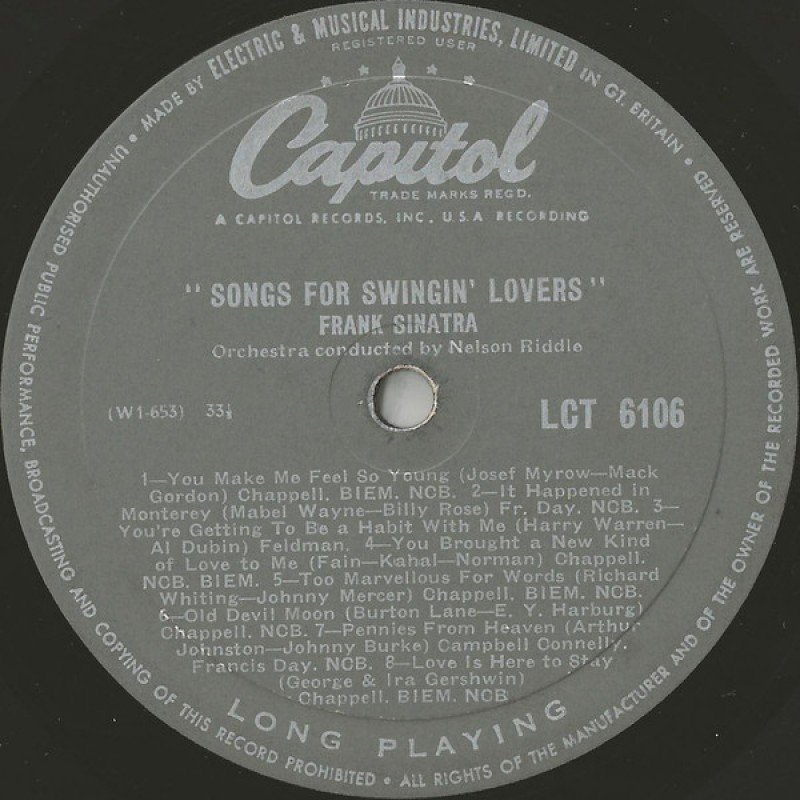 MADE BY ELECTRIC & MUSICAL INDUSTRIES, LIMITED IN GT. BRITAIN •
REGISTERED USER
Capitol
TRADE MARKS REGD.
A CAPITOL RECORDS, INC., U.S.A RECORDING
"SONGS FOR SWINGIN' LOVERS"
FRANK SINATRA
Orchestra conducted by Nelson Riddle
(W1-653) 33⅓
LCT 6106
1—You Make Me Feel So Young (Josef Myrow—Mack
Gordon) Chappell. BIEM. NCB. 2—It Happened in
Monterey (Mabel Wayne—Billy Rose) Fr. Day. NCB. 3—
You're Getting To Be a Habit With Me (Harry Warren—
Al Dubin) Feldman. 4—You Brought a New Kind
of Love to Me (Fain—Kahal—Norman) Chappell.
NCB. BIEM. 5—Too Marvellous For Words (Richard
Whiting—Johnny Mercer) Chappell. BIEM. NCB.
6—Old Devil Moon (Burton Lane—E. Y. Harburg)
Chappell. NCB. 7—Pennies From Heaven (Arthur
Johnston—Johnny Burke) Campbell Connelly.
Francis Day. NCB. 8—Love Is Here to Stay
(George & Ira Gershwin)
Chappell. BIEM. NCB
LONG PLAYING
ALL RIGHTS OF THE MANUFACTURER AND OF THE OWNER OF THE RECORDED WORK ARE RESERVED •
UNAUTHORISED PUBLIC PERFORMANCE, BROADCASTING AND COPYING OF THIS RECORD PROHIBITED •